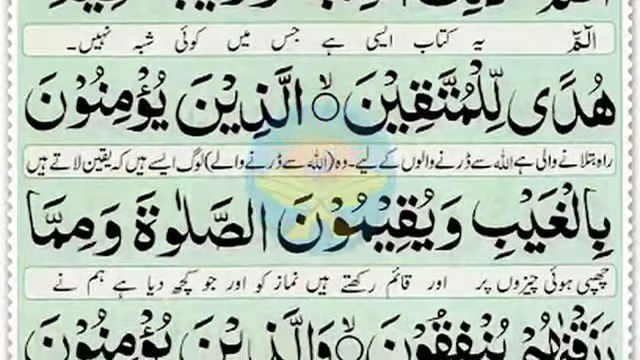 الٓمّٓ یہ کتاب ایسی ہے جس میں کوئی شبہ نہیں۔
هُدًى لِّلْمُتَّقِيْنَ ۙ الَّذِيْنَ يُؤْمِنُوْنَ
راہ بتلانے والی ہے اللہ سے ڈرنے والوں کے لیے۔ وہ (اللہ سے ڈرنے والے) لوگ ایسے ہیں کہ یقین لاتے ہیں
بِالْغَيْبِ وَيُقِيْمُوْنَ الصَّلٰوةَ وَمِمَّا
چھپی ہوئی چیزوں پر اور قائم رکھتے ہیں نماز کو اور جو کچھ دیا ہے ہم نے
رَزَقْنٰهُمْ يُنْفِقُوْنَ ۙ وَالَّذِيْنَ يُؤْمِنُوْنَ